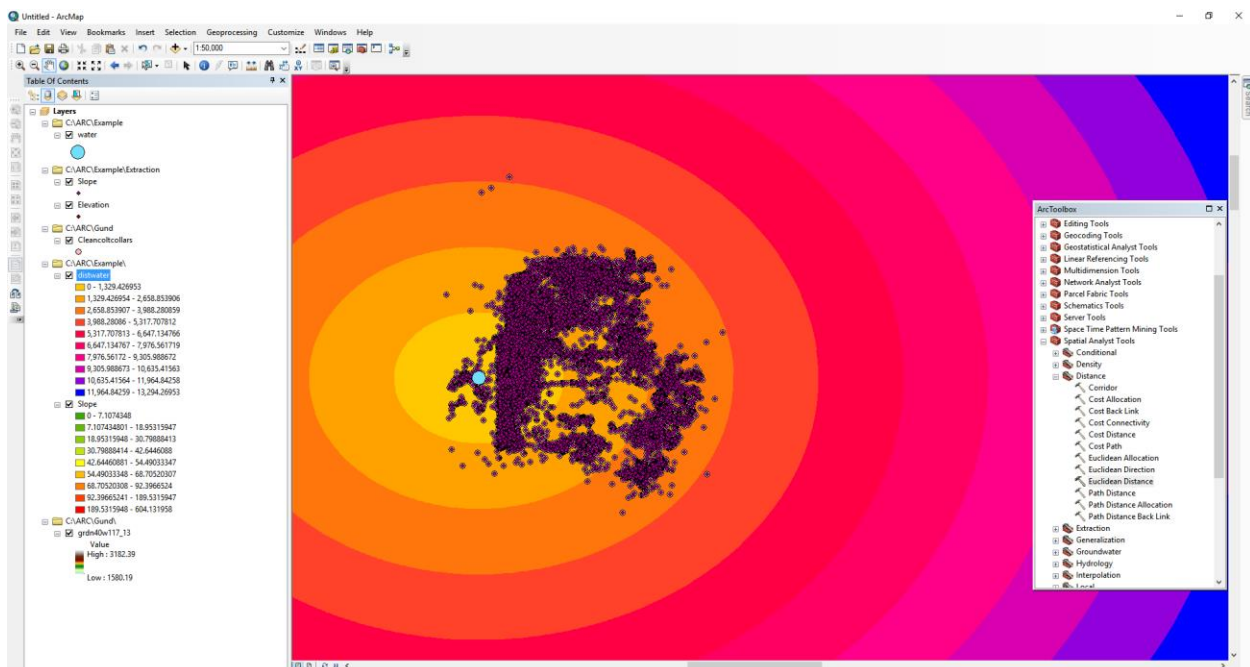 Untitled - ArcMap
File Edit View Bookmarks Insert Selection Geoprocessing Customize Windows Help
1:50,000
Table Of Contents
Layers
C:\ARC\Example
water
C:\ARC\Example\Extraction
Slope
Elevation
C:\ARC\Gund
Cleancoltcollars
C:\ARC\Example\
distwater
0 - 1,329.426953
1,329.426954 - 2,658.853906
2,658.853907 - 3,988.280859
3,988.28086 - 5,317.707812
5,317.707813 - 6,647.134766
6,647.134767 - 7,976.561719
7,976.56172 - 9,305.988672
9,305.988673 - 10,635.41563
10,635.41564 - 11,964.84258
11,964.84259 - 13,294.26953
Slope
0 - 7.1074348
7.107434801 - 18.95315947
18.95315948 - 30.79888413
30.79888414 - 42.6446088
42.64460881 - 54.49033347
54.49033348 - 68.70520307
68.70520308 - 92.3966524
92.39665241 - 189.5315947
189.5315948 - 604.131958
C:\ARC\Gund\
grdn40w117_13
Value
High : 3182.39
Low : 1580.19
ArcToolbox
Editing Tools
Geocoding Tools
Geostatistical Analyst Tools
Linear Referencing Tools
Multidimension Tools
Network Analyst Tools
Parcel Fabric Tools
Schematics Tools
Server Tools
Space Time Pattern Mining Tools
Spatial Analyst Tools
Conditional
Density
Distance
Corridor
Cost Allocation
Cost Back Link
Cost Connectivity
Cost Distance
Cost Path
Euclidean Allocation
Euclidean Direction
Euclidean Distance
Path Distance
Path Distance Allocation
Path Distance Back Link
Extraction
Generalization
Groundwater
Hydrology
Interpolation
Local
Search